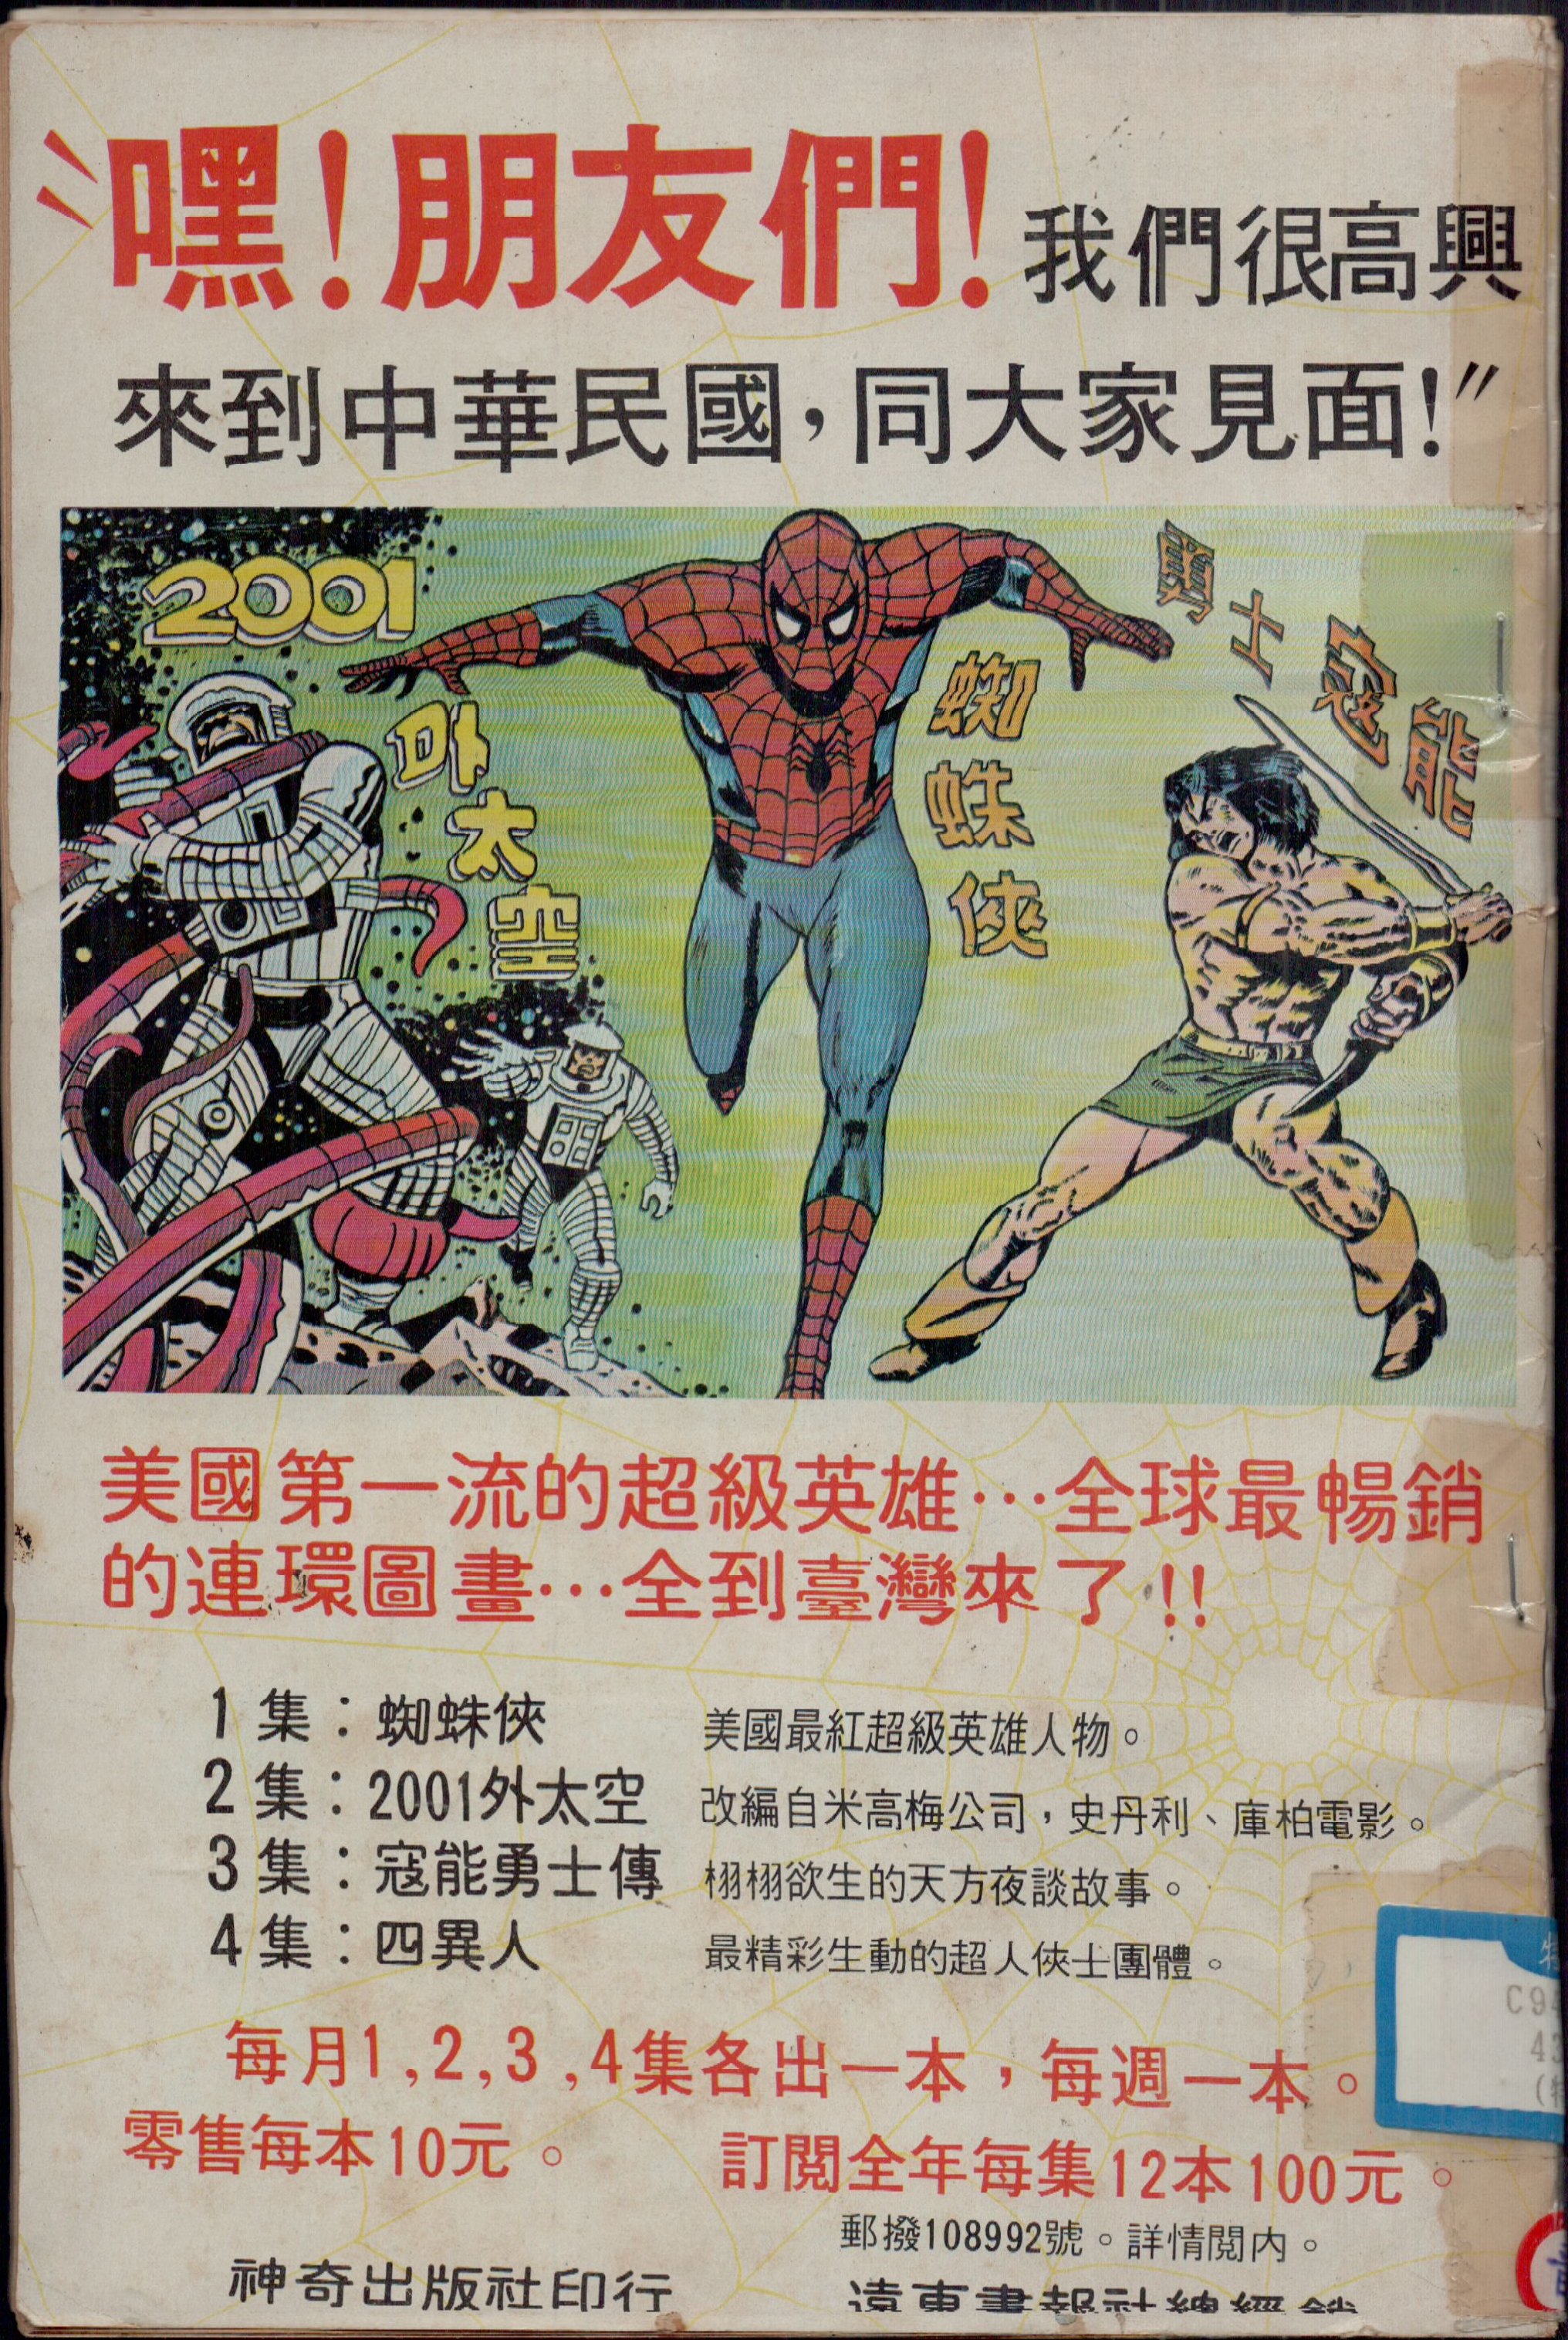 〝嘿！朋友們！我們很高興
來到中華民國，同大家見面！〞
2001
外太空
蜘蛛俠
勇士寇能
美國第一流的超級英雄…全球最暢銷
的連環圖畫…全到臺灣來了!!
1集：蜘蛛俠 美國最紅超級英雄人物。
2集：2001外太空 改編自米高梅公司，史丹利、庫柏電影。
3集：寇能勇士傳 栩栩欲生的天方夜談故事。
4集：四異人 最精彩生動的超人俠士團體。
每月1,2,3,4集各出一本，每週一本。
零售每本10元。 訂閱全年每集12本100元。
郵撥108992號。詳情閱內。
神奇出版社印行 遠東書報社總經銷